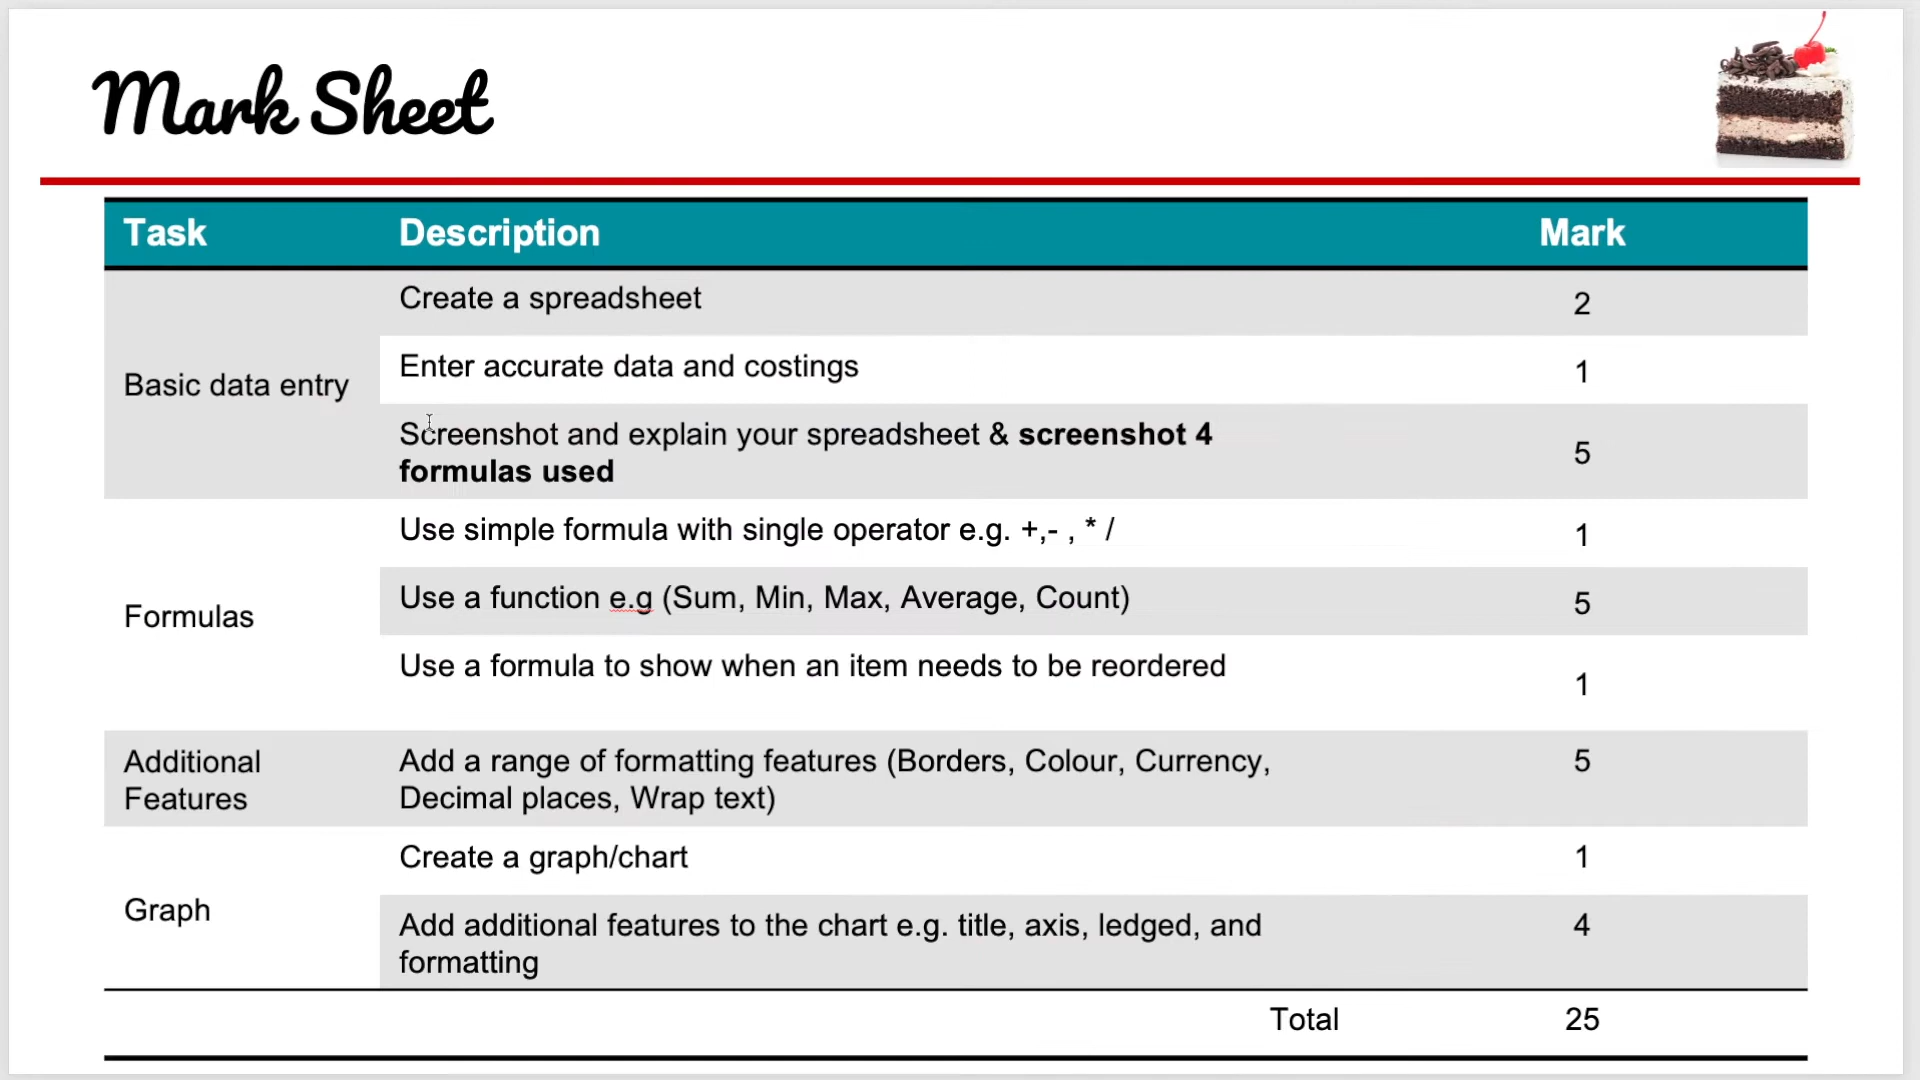 Mark Sheet
Task Description Mark
Create a spreadsheet 2
Basic data entry
Enter accurate data and costings 1
Screenshot and explain your spreadsheet & screenshot 4
formulas used
5
Use simple formula with single operator e.g. +,- , * / 1
Formulas
Use a function e.g (Sum, Min, Max, Average, Count) 5
Use a formula to show when an item needs to be reordered 1
Additional
Features
Add a range of formatting features (Borders, Colour, Currency,
Decimal places, Wrap text)
5
Graph
Create a graph/chart 1
Add additional features to the chart e.g. title, axis, ledged, and
formatting
4
Total 25